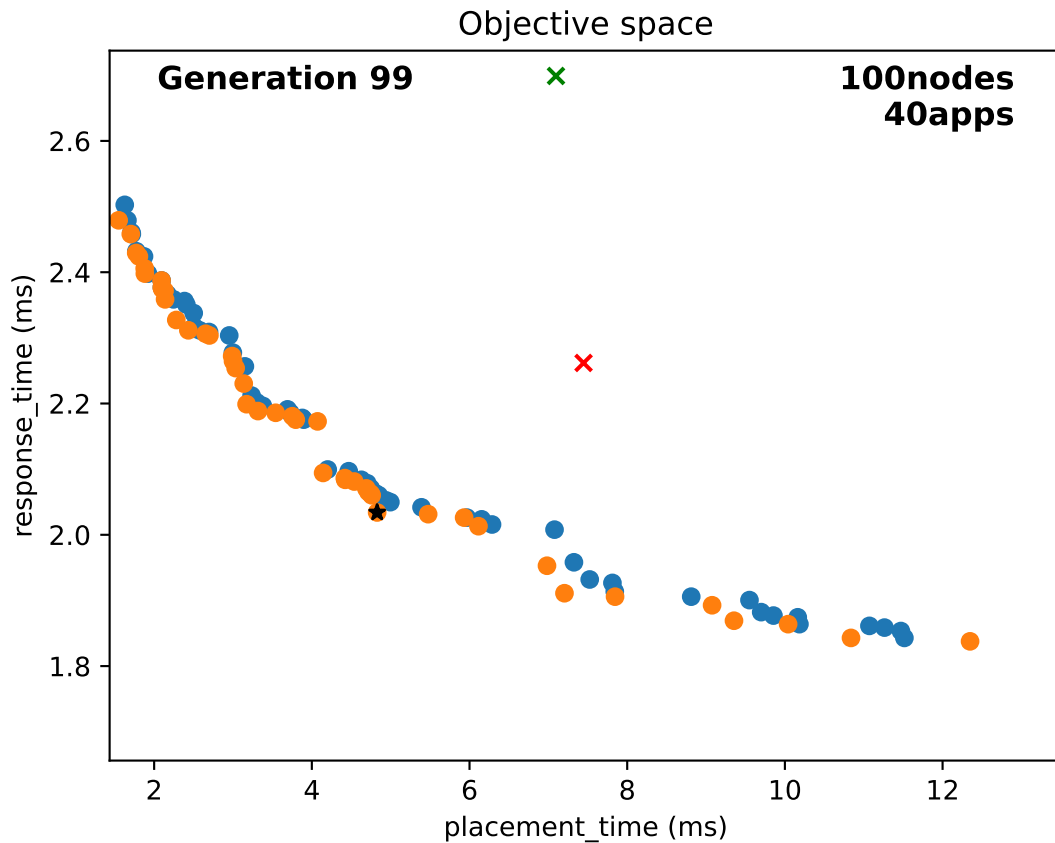 Objective space
Generation 99
100nodes
40apps
2.6
2.4
2.2
2.0
1.8
response_time (ms)
2
4
6
8
10
12
placement_time (ms)